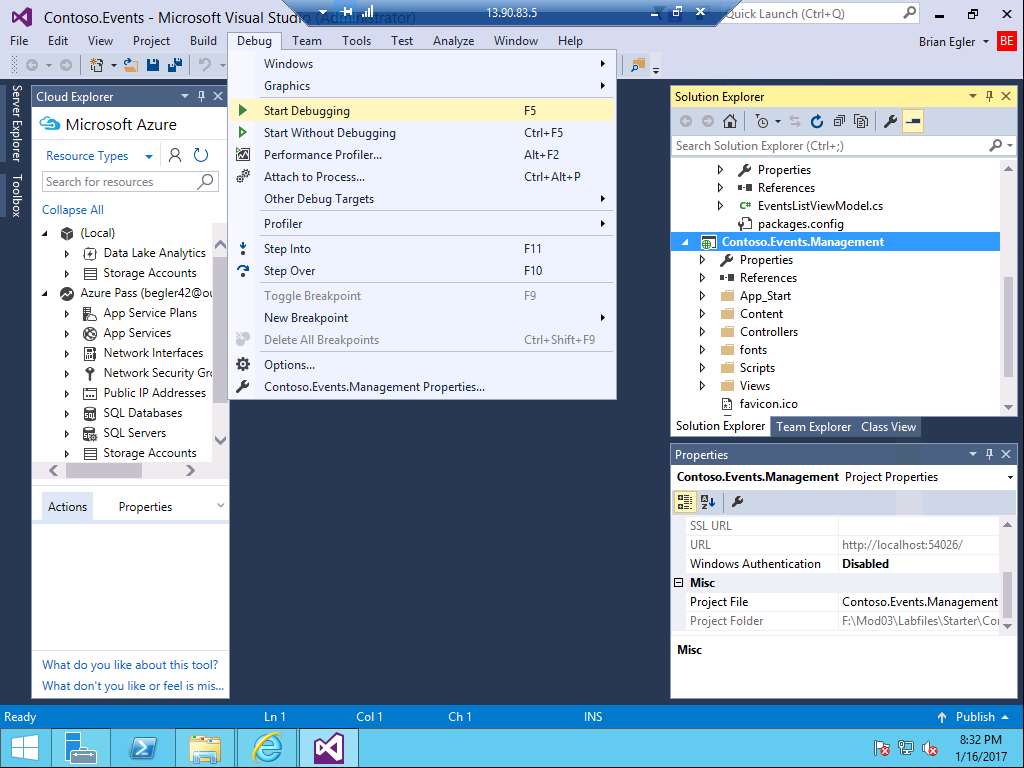 Contoso.Events - Microsoft Visual Studio (Administrator)
13.90.83.5
Quick Launch (Ctrl+Q)
File Edit View Project Build Debug Team Tools Test Analyze Window Help
Brian Egler BE
Server Explorer
Toolbox
Cloud Explorer
Microsoft Azure
Resource Types
Search for resources
Collapse All
(Local)
Data Lake Analytics
Storage Accounts
Azure Pass (begler42@ou
App Service Plans
App Services
Network Interfaces
Network Security Gro
Public IP Addresses
SQL Databases
SQL Servers
Storage Accounts
Actions Properties
What do you like about this tool?
What don't you like or feel is mis...
Windows
Graphics
Start Debugging F5
Start Without Debugging Ctrl+F5
Performance Profiler... Alt+F2
Attach to Process... Ctrl+Alt+P
Other Debug Targets
Profiler
Step Into F11
Step Over F10
Toggle Breakpoint F9
New Breakpoint
Delete All Breakpoints Ctrl+Shift+F9
Options...
Contoso.Events.Management Properties...
Solution Explorer
Search Solution Explorer (Ctrl+;)
Properties
References
C# EventsListViewModel.cs
packages.config
Contoso.Events.Management
Properties
References
App_Start
Content
Controllers
fonts
Scripts
Views
favicon.ico
Solution Explorer Team Explorer Class View
Properties
Contoso.Events.Management Project Properties
SSL URL
URL http://localhost:54026/
Windows Authentication Disabled
Misc
Project File Contoso.Events.Management
Project Folder F:\Mod03\Labfiles\Starter\Co
Misc
Ready Ln 1 Col 1 Ch 1 INS Publish
8:32 PM
1/16/2017